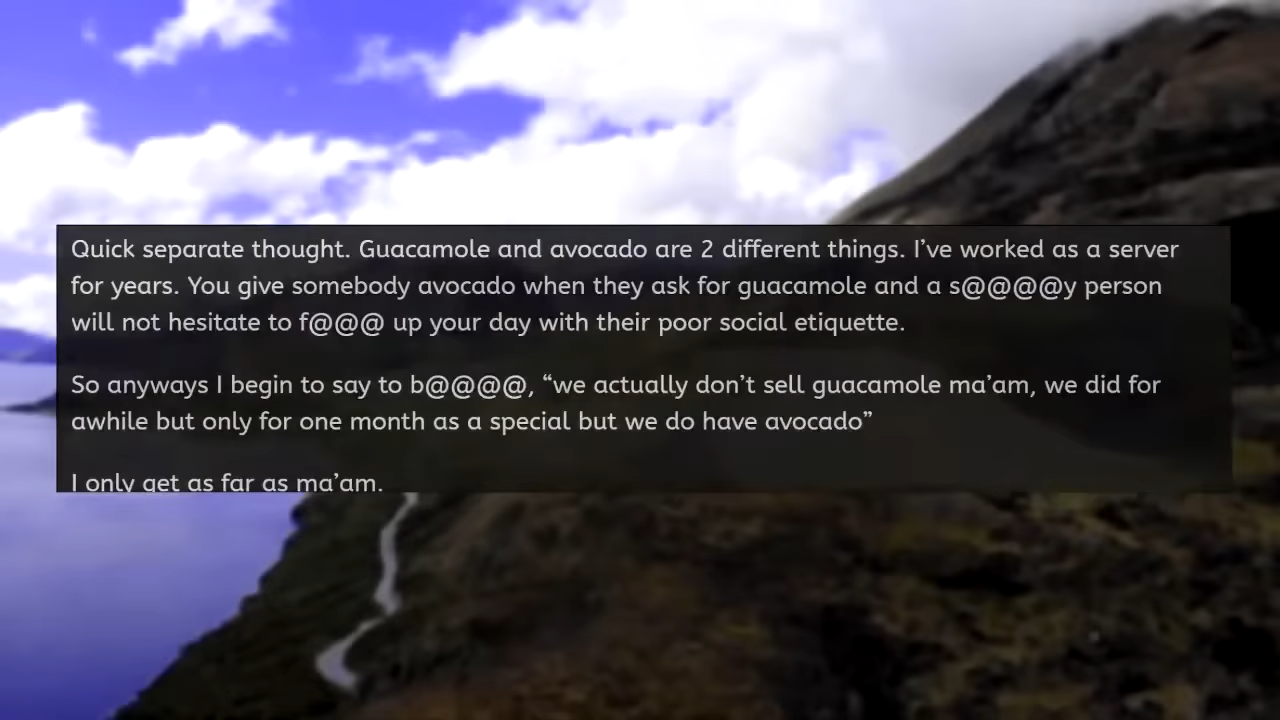 Quick separate thought. Guacamole and avocado are 2 different things. I’ve worked as a server
for years. You give somebody avocado when they ask for guacamole and a s@@@@y person
will not hesitate to f@@@ up your day with their poor social etiquette.
So anyways I begin to say to b@@@@, “we actually don’t sell guacamole ma’am, we did for
awhile but only for one month as a special but we do have avocado”
I only get as far as ma’am.